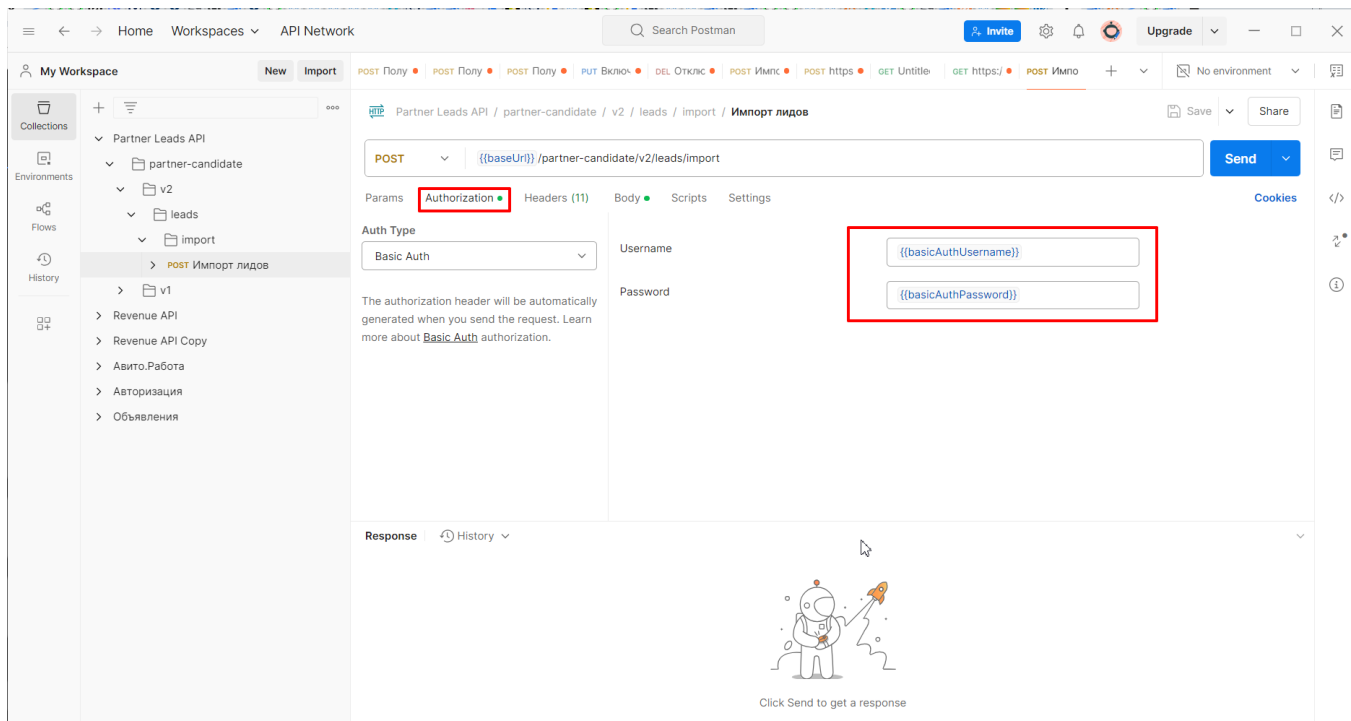 Home Workspaces API Network Search Postman Invite Upgrade
My Workspace New Import POST Полу POST Полу POST Полу PUT Включ DEL Отклю POST Импо POST https GET Untitle GET https:/ POST Импо No environment
Collections
Environments
Flows
History
Partner Leads API
partner-candidate
v2
leads
import
POST Импорт лидов
v1
Revenue API
Revenue API Copy
Авито.Работа
Авторизация
Объявления
HTTP Partner Leads API / partner-candidate / v2 / leads / import / Импорт лидов Save Share
POST {{baseUrl}} /partner-candidate/v2/leads/import Send
Params Authorization Headers (11) Body Scripts Settings Cookies
Auth Type
Basic Auth
The authorization header will be automatically
generated when you send the request. Learn
more about Basic Auth authorization.
Username {{basicAuthUsername}}
Password {{basicAuthPassword}}
Response History
Click Send to get a response